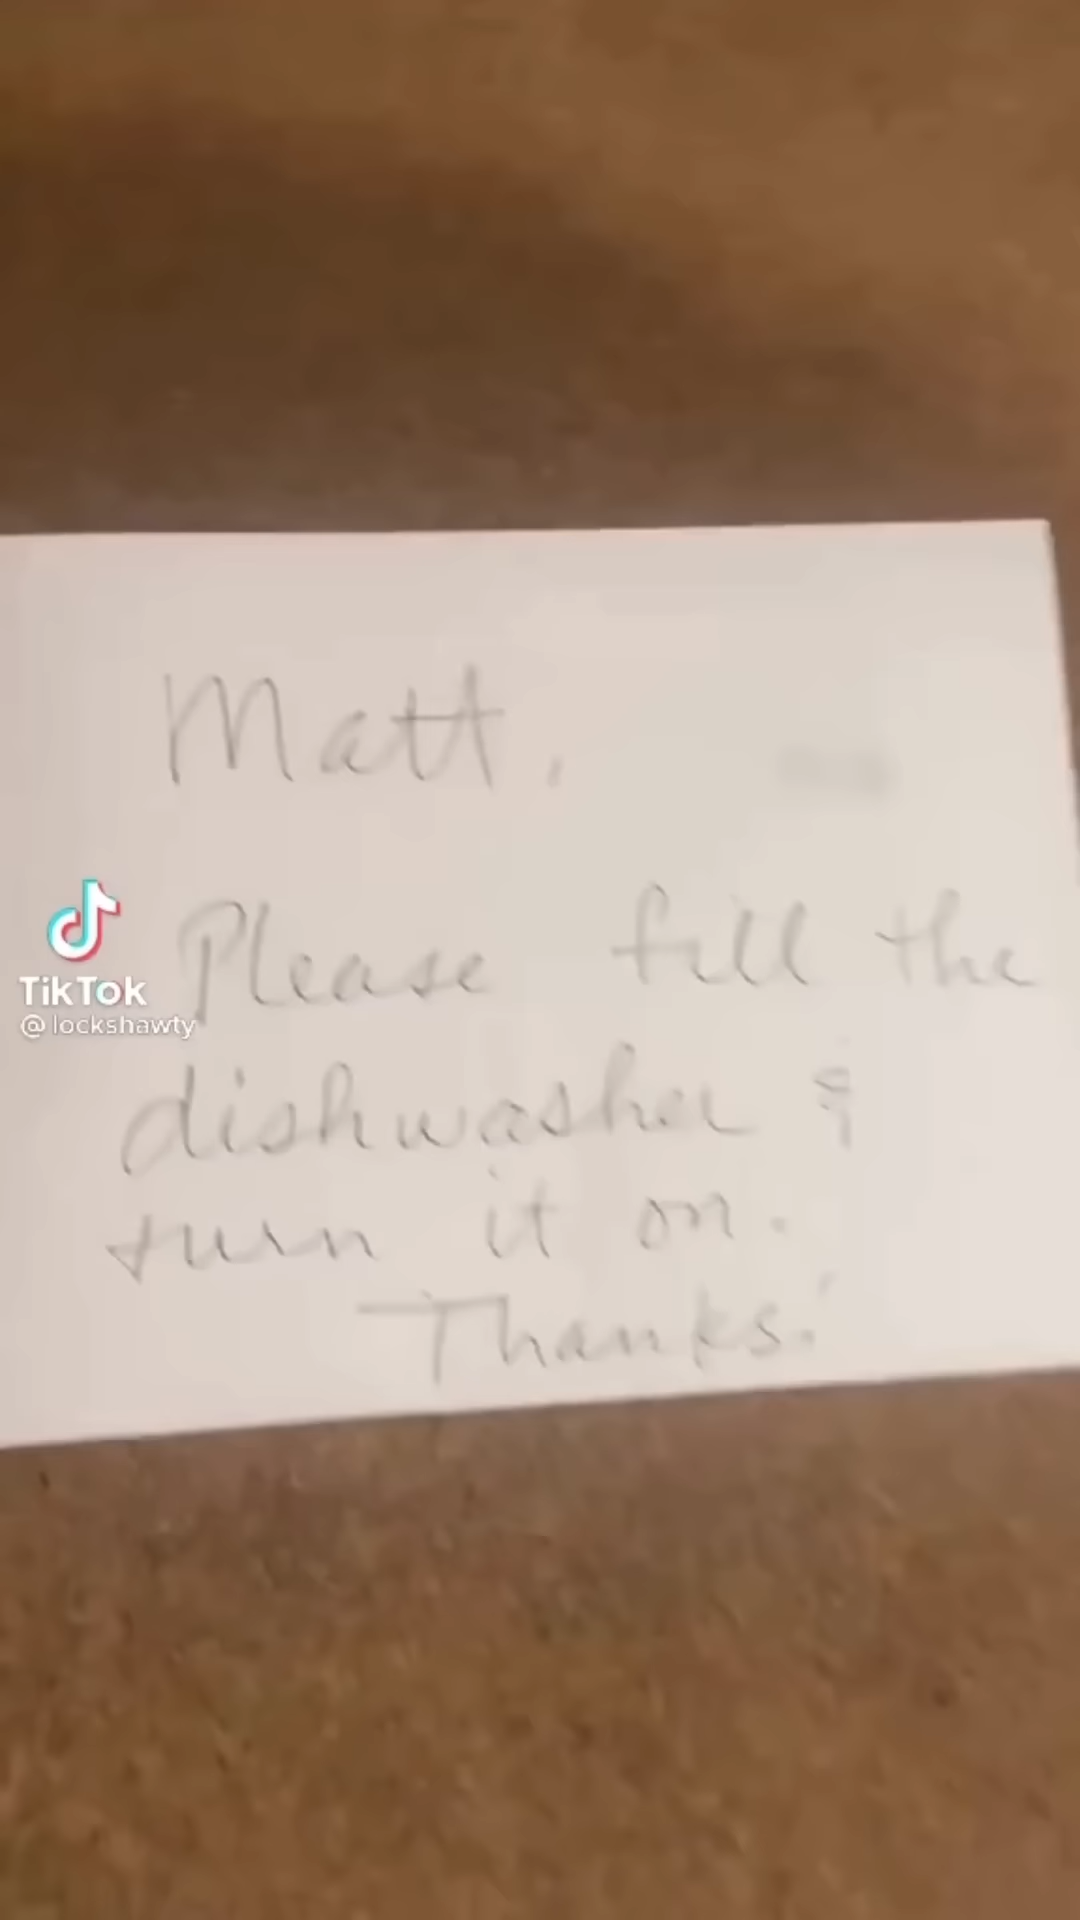 Matt,
Please fill the
dishwasher &
turn it on.
Thanks!
TikTok
@lockshawty